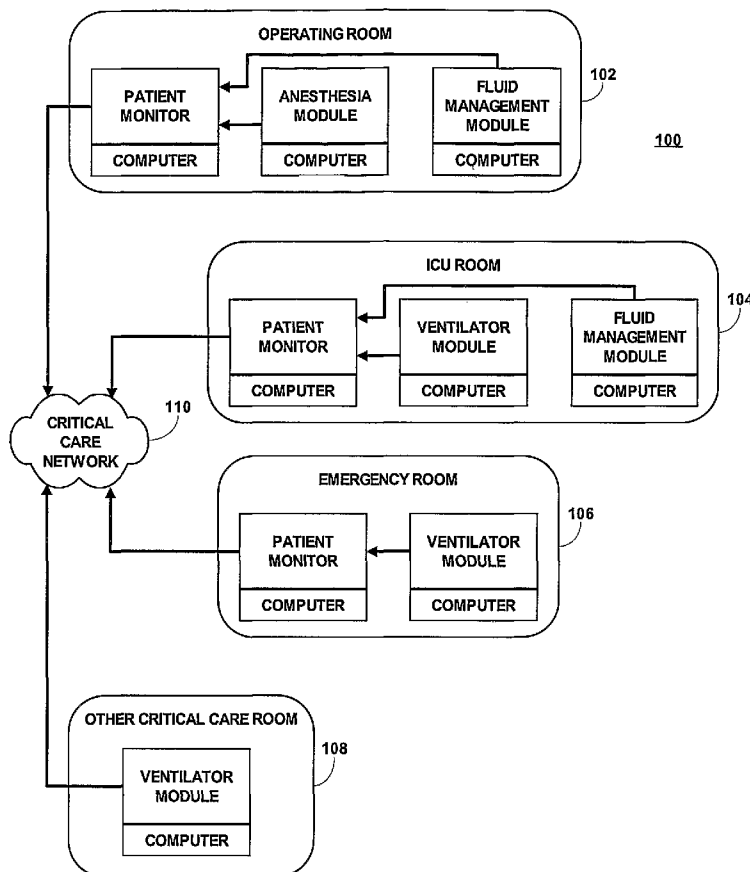 OPERATING ROOM
PATIENT
MONITOR
COMPUTER
ANESTHESIA
MODULE
COMPUTER
FLUID
MANAGEMENT
MODULE
COMPUTER
102
100
ICU ROOM
PATIENT
MONITOR
COMPUTER
VENTILATOR
MODULE
COMPUTER
FLUID
MANAGEMENT
MODULE
COMPUTER
104
CRITICAL
CARE
NETWORK
110
EMERGENCY ROOM
PATIENT
MONITOR
COMPUTER
VENTILATOR
MODULE
COMPUTER
106
OTHER CRITICAL CARE ROOM
VENTILATOR
MODULE
COMPUTER
108